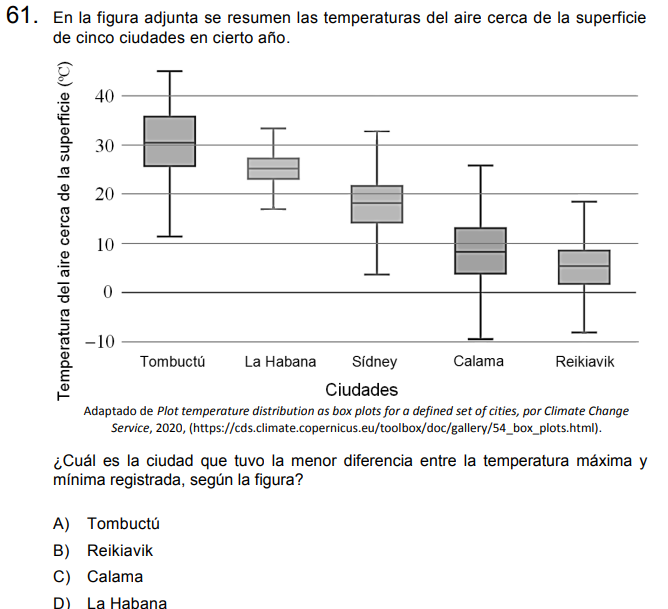 61. En la figura adjunta se resumen las temperaturas del aire cerca de la superficie
de cinco ciudades en cierto año.
Temperatura del aire cerca de la superficie (°C)
40
30
20
10
0
−10
Tombuctú La Habana Sídney Calama Reikiavik
Ciudades
Adaptado de Plot temperature distribution as box plots for a defined set of cities, por Climate Change
Service, 2020, (https://cds.climate.copernicus.eu/toolbox/doc/gallery/54_box_plots.html).
¿Cuál es la ciudad que tuvo la menor diferencia entre la temperatura máxima y
mínima registrada, según la figura?
A) Tombuctú
B) Reikiavik
C) Calama
D) La Habana